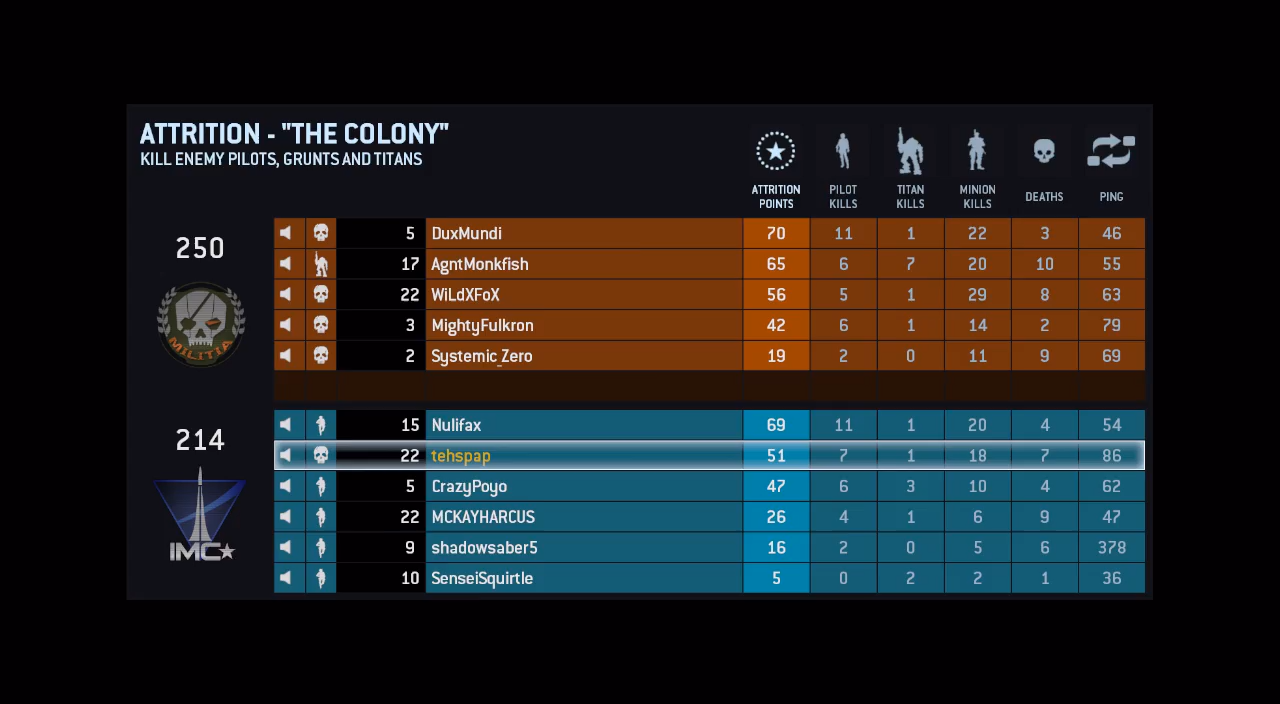 ATTRITION - "THE COLONY"
KILL ENEMY PILOTS, GRUNTS AND TITANS
ATTRITION POINTS
PILOT KILLS
TITAN KILLS
MINION KILLS
DEATHS
PING
250
MILITIA
5 DuxMundi 70 11 1 22 3 46
17 AgntMonkfish 65 6 7 20 10 55
22 WiLdXFoX 56 5 1 29 8 63
3 MightyFulkron 42 6 1 14 2 79
2 Systemic_Zero 19 2 0 11 9 69
214
IMC
15 Nulifax 69 11 1 20 4 54
22 tehspap 51 7 1 18 7 86
5 CrazyPoyo 47 6 3 10 4 62
22 MCKAYHARCUS 26 4 1 6 9 47
9 shadowsaber5 16 2 0 5 6 378
10 SenseiSquirtle 5 0 2 2 1 36